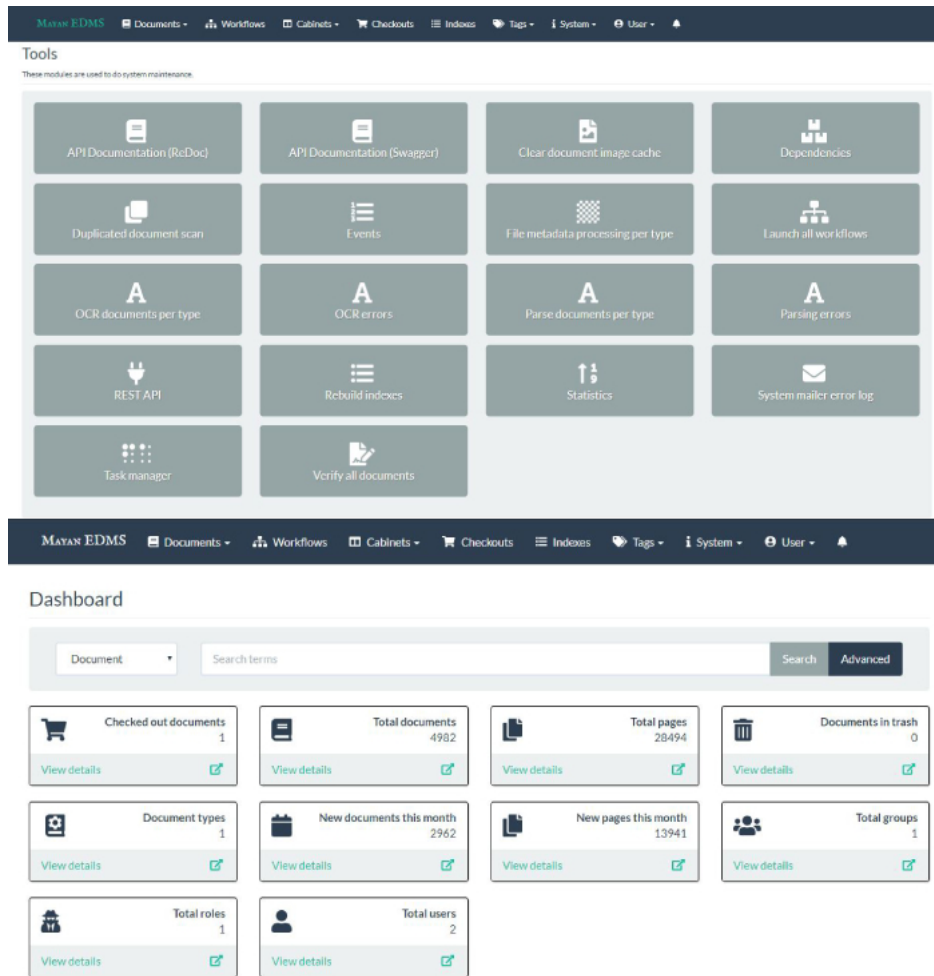 MAYAN EDMS Documents Workflows Cabinets Checkouts Indexes Tags System User
Tools
These modules are used to do system maintenance.
API Documentation (ReDoc) API Documentation (Swagger) Clear document image cache Dependencies
Duplicated document scan Events File metadata processing per type Launch all workflows
OCR documents per type OCR errors Parse documents per type Parsing errors
REST API Rebuild indexes Statistics System mailer error log
Task manager Verify all documents
MAYAN EDMS Documents Workflows Cabinets Checkouts Indexes Tags System User
Dashboard
Document Search terms Search Advanced
Checked out documents Total documents Total pages Documents in trash
1 4982 28494 0
View details View details View details View details
Document types New documents this month New pages this month Total groups
1 2962 13941 1
View details View details View details View details
Total roles Total users
1 2
View details View details